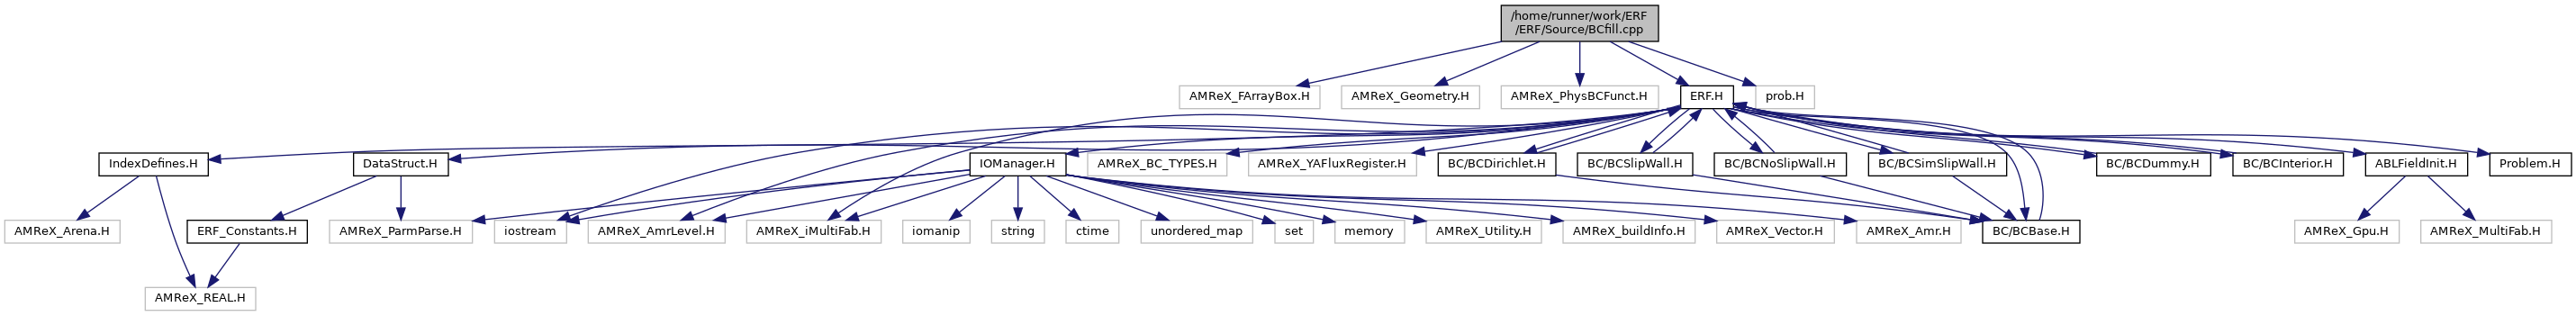 /home/runner/work/ERF
/ERF/Source/BCfill.cpp
AMReX_FArrayBox.H
AMReX_Geometry.H
AMReX_PhysBCFunct.H
ERF.H
prob.H
IndexDefines.H
DataStruct.H
IOManager.H
AMReX_BC_TYPES.H
AMReX_YAFluxRegister.H
BC/BCDirichlet.H
BC/BCSlipWall.H
BC/BCNoSlipWall.H
BC/BCSimSlipWall.H
BC/BCDummy.H
BC/BCInterior.H
ABLFieldInit.H
Problem.H
AMReX_Arena.H
ERF_Constants.H
AMReX_ParmParse.H
iostream
AMReX_AmrLevel.H
AMReX_iMultiFab.H
iomanip
string
ctime
unordered_map
set
memory
AMReX_Utility.H
AMReX_buildInfo.H
AMReX_Vector.H
AMReX_Amr.H
BC/BCBase.H
AMReX_Gpu.H
AMReX_MultiFab.H
AMReX_REAL.H